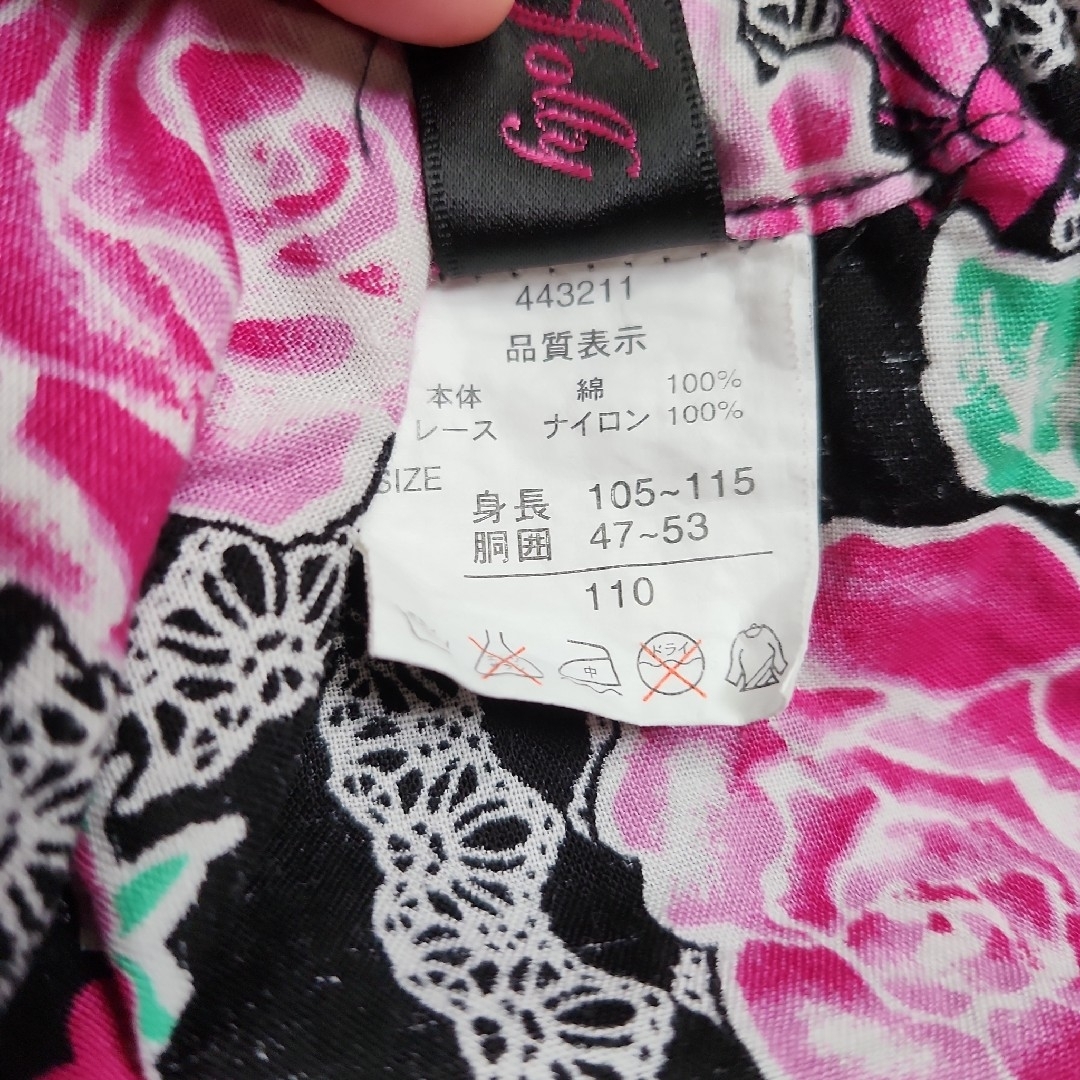 Jolly
443211
品質表示
本体 綿 100%
レース ナイロン 100%
SIZE
身長 105~115
胴囲 47~53
110
中 ドライ